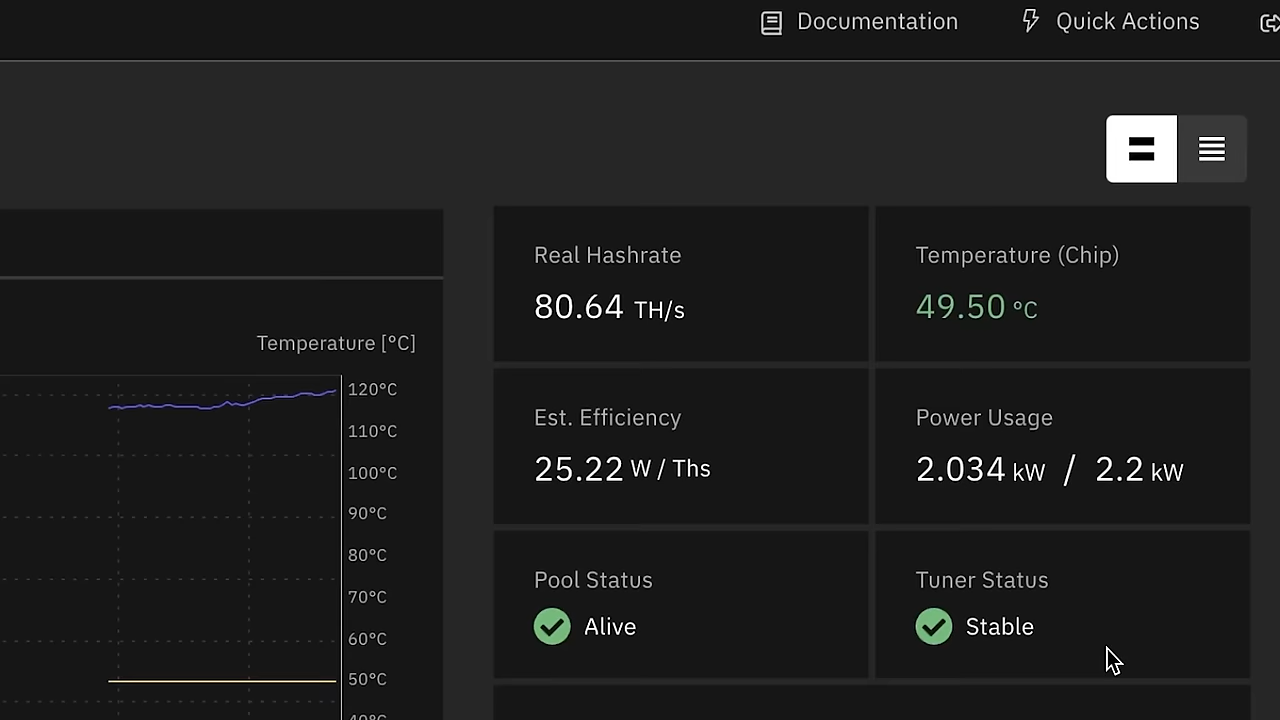 Documentation
Quick Actions
Real Hashrate
80.64 TH/s
Temperature (Chip)
49.50 °C
Est. Efficiency
25.22 W / Ths
Power Usage
2.034 kW / 2.2 kW
Pool Status
Alive
Tuner Status
Stable
Temperature [°C]
120°C
110°C
100°C
90°C
80°C
70°C
60°C
50°C
40°C